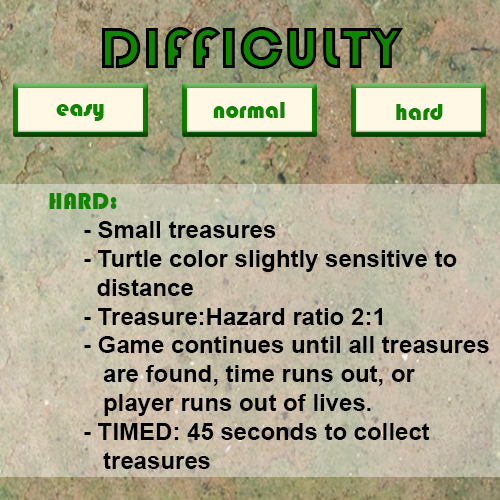 DIFFICULTY
easy normal hard
HARD:
- Small treasures
- Turtle color slightly sensitive to
distance
- Treasure:Hazard ratio 2:1
- Game continues until all treasures
are found, time runs out, or
player runs out of lives.
- TIMED: 45 seconds to collect
treasures